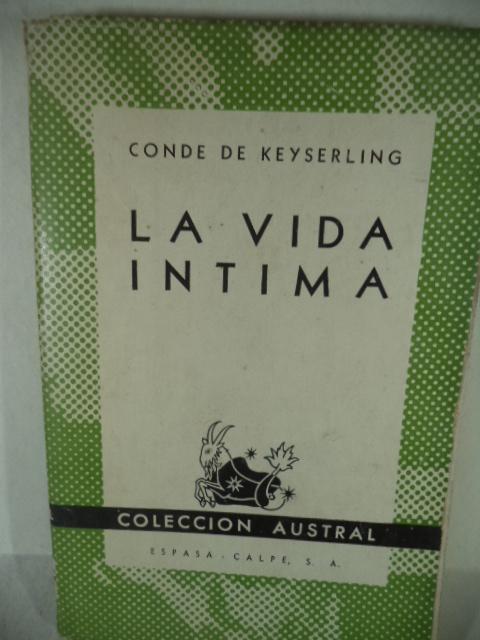 CONDE DE KEYSERLING
LA VIDA
INTIMA
COLECCION AUSTRAL
ESPASA - CALPE, S. A.